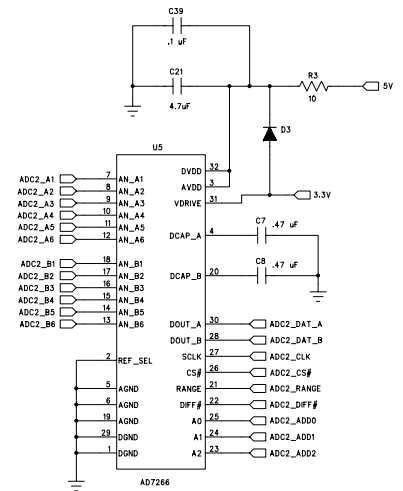 C39
.1 uF
C21
4.7uF
R3
10
5V
D3
U5
3.3V
ADC2_A1 7 AN_A1 DVDD 32
ADC2_A2 8 AN_A2 AVDD 3
ADC2_A3 9 AN_A3 VDRIVE 31
ADC2_A4 10 AN_A4
ADC2_A5 11 AN_A5
ADC2_A6 12 AN_A6
DCAP_A 4 C7 .47 uF
ADC2_B1 18 AN_B1
ADC2_B2 17 AN_B2 DCAP_B 20 C8 .47 uF
ADC2_B3 16 AN_B3
ADC2_B4 15 AN_B4
ADC2_B5 14 AN_B5
ADC2_B6 13 AN_B6
DOUT_A 30 ADC2_DAT_A
DOUT_B 28 ADC2_DAT_B
2 REF_SEL SCLK 27 ADC2_CLK
CS# 26 ADC2_CS#
5 AGND RANGE 21 ADC2_RANGE
6 AGND DIFF# 22 ADC2_DIFF#
19 AGND A0 25 ADC2_ADD0
29 DGND A1 24 ADC2_ADD1
1 DGND A2 23 ADC2_ADD2
AD7266